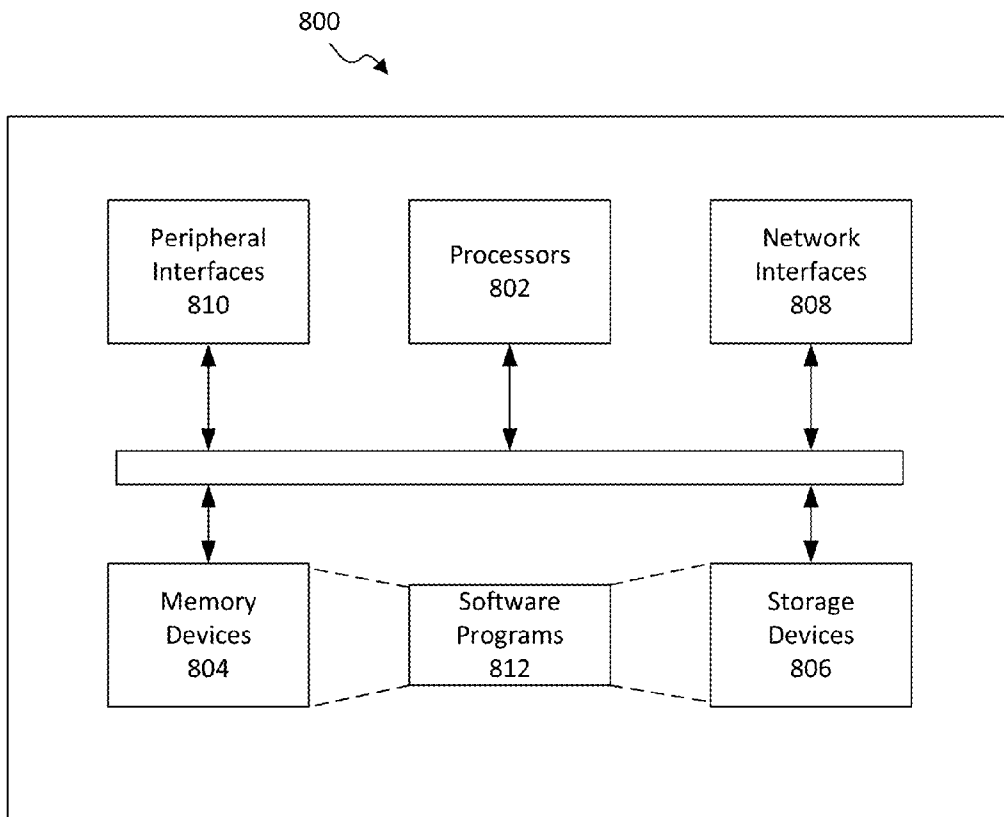 800
Peripheral
Interfaces
810
Processors
802
Network
Interfaces
808
Memory
Devices
804
Software
Programs
812
Storage
Devices
806